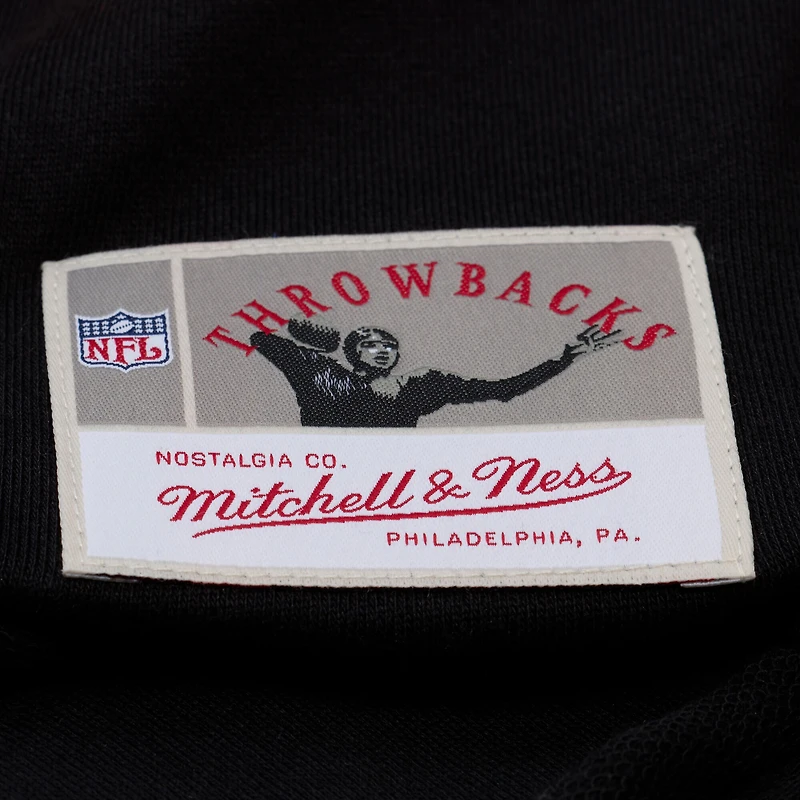 THROWBACKS
NFL
NOSTALGIA CO.
Mitchell & Ness
PHILADELPHIA, PA.